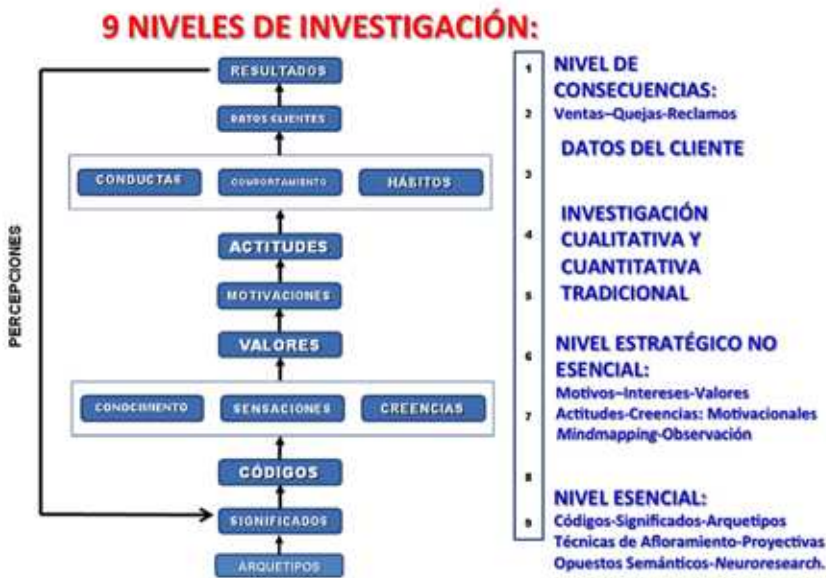 9 NIVELES DE INVESTIGACIÓN:
RESULTADOS
DATOS CLIENTES
CONDUCTAS
COMPORTAMIENTO
HÁBITOS
ACTITUDES
MOTIVACIONES
VALORES
CONOCIMIENTO
SENSACIONES
CREENCIAS
CÓDIGOS
SIGNIFICADOS
ARQUETIPOS
PERCEPCIONES
1
2
3
4
5
6
7
8
9
NIVEL DE
CONSECUENCIAS:
Ventas–Quejas-Reclamos
DATOS DEL CLIENTE
INVESTIGACIÓN
CUALITATIVA Y
CUANTITATIVA
TRADICIONAL
NIVEL ESTRATÉGICO NO
ESENCIAL:
Motivos–Intereses-Valores
Actitudes-Creencias: Motivacionales
Mindmapping-Observación
NIVEL ESENCIAL:
Códigos-Significados-Arquetipos
Técnicas de Afloramiento-Proyectivas
Opuestos Semánticos-Neuroresearch.